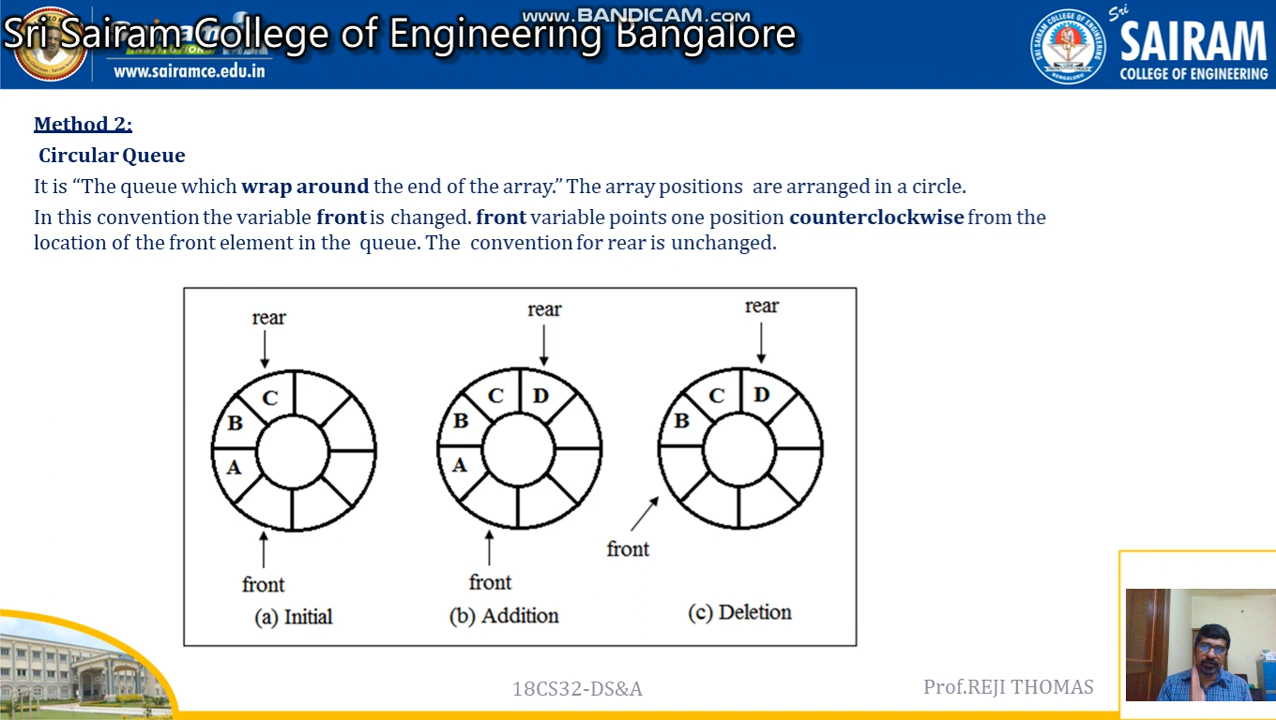 www.BANDICAM.com
Sri Sairam College of Engineering Bangalore
www.sairamce.edu.in
Sri
SAIRAM
COLLEGE OF ENGINEERING
Method 2:
Circular Queue
It is “The queue which wrap around the end of the array.” The array positions are arranged in a circle.
In this convention the variable front is changed. front variable points one position counterclockwise from the
location of the front element in the queue. The convention for rear is unchanged.
rear
rear
rear
C
C D
C D
B
B
B
A
A
front
front
front
(a) Initial
(b) Addition
(c) Deletion
18CS32-DS&A
Prof.REJI THOMAS